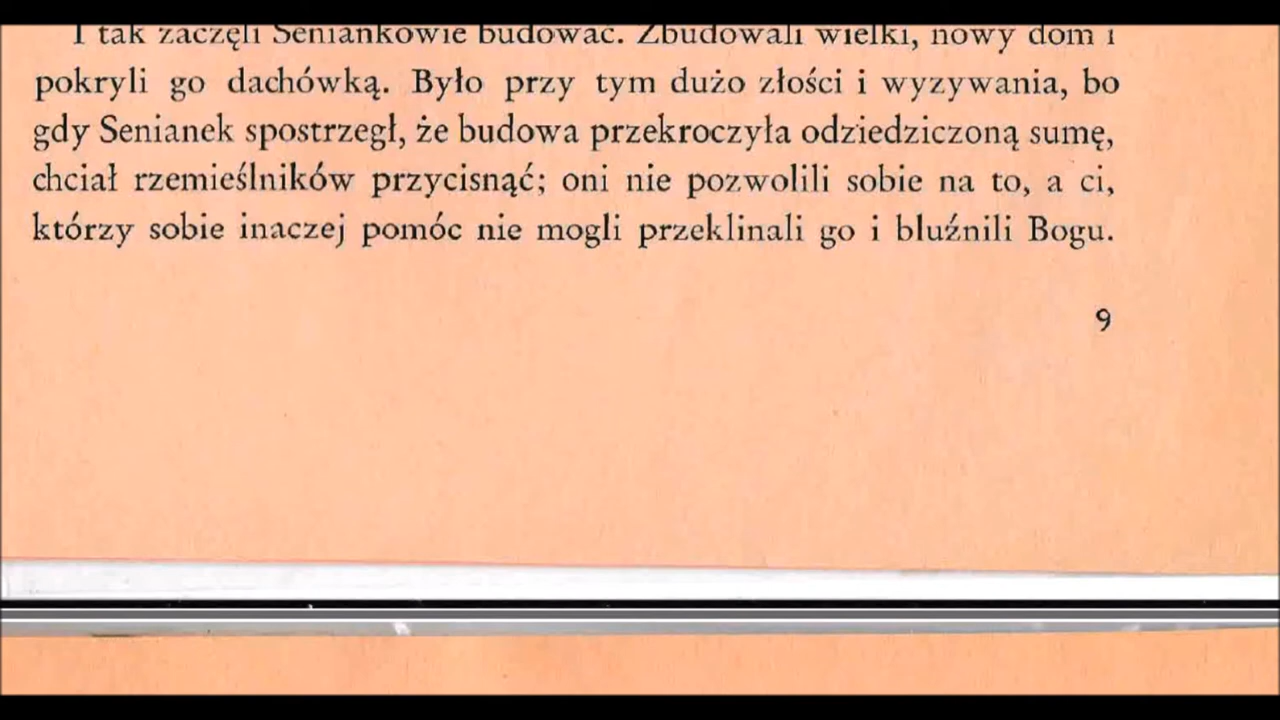 I tak zaczęli Seniankowie budować. Zbudowali wielki, nowy dom i
pokryli go dachówką. Było przy tym dużo złości i wyzywania, bo
gdy Senianek spostrzegł, że budowa przekroczyła odziedziczoną sumę,
chciał rzemieślników przycisnąć; oni nie pozwolili sobie na to, a ci,
którzy sobie inaczej pomóc nie mogli przeklinali go i bluźnili Bogu.
9